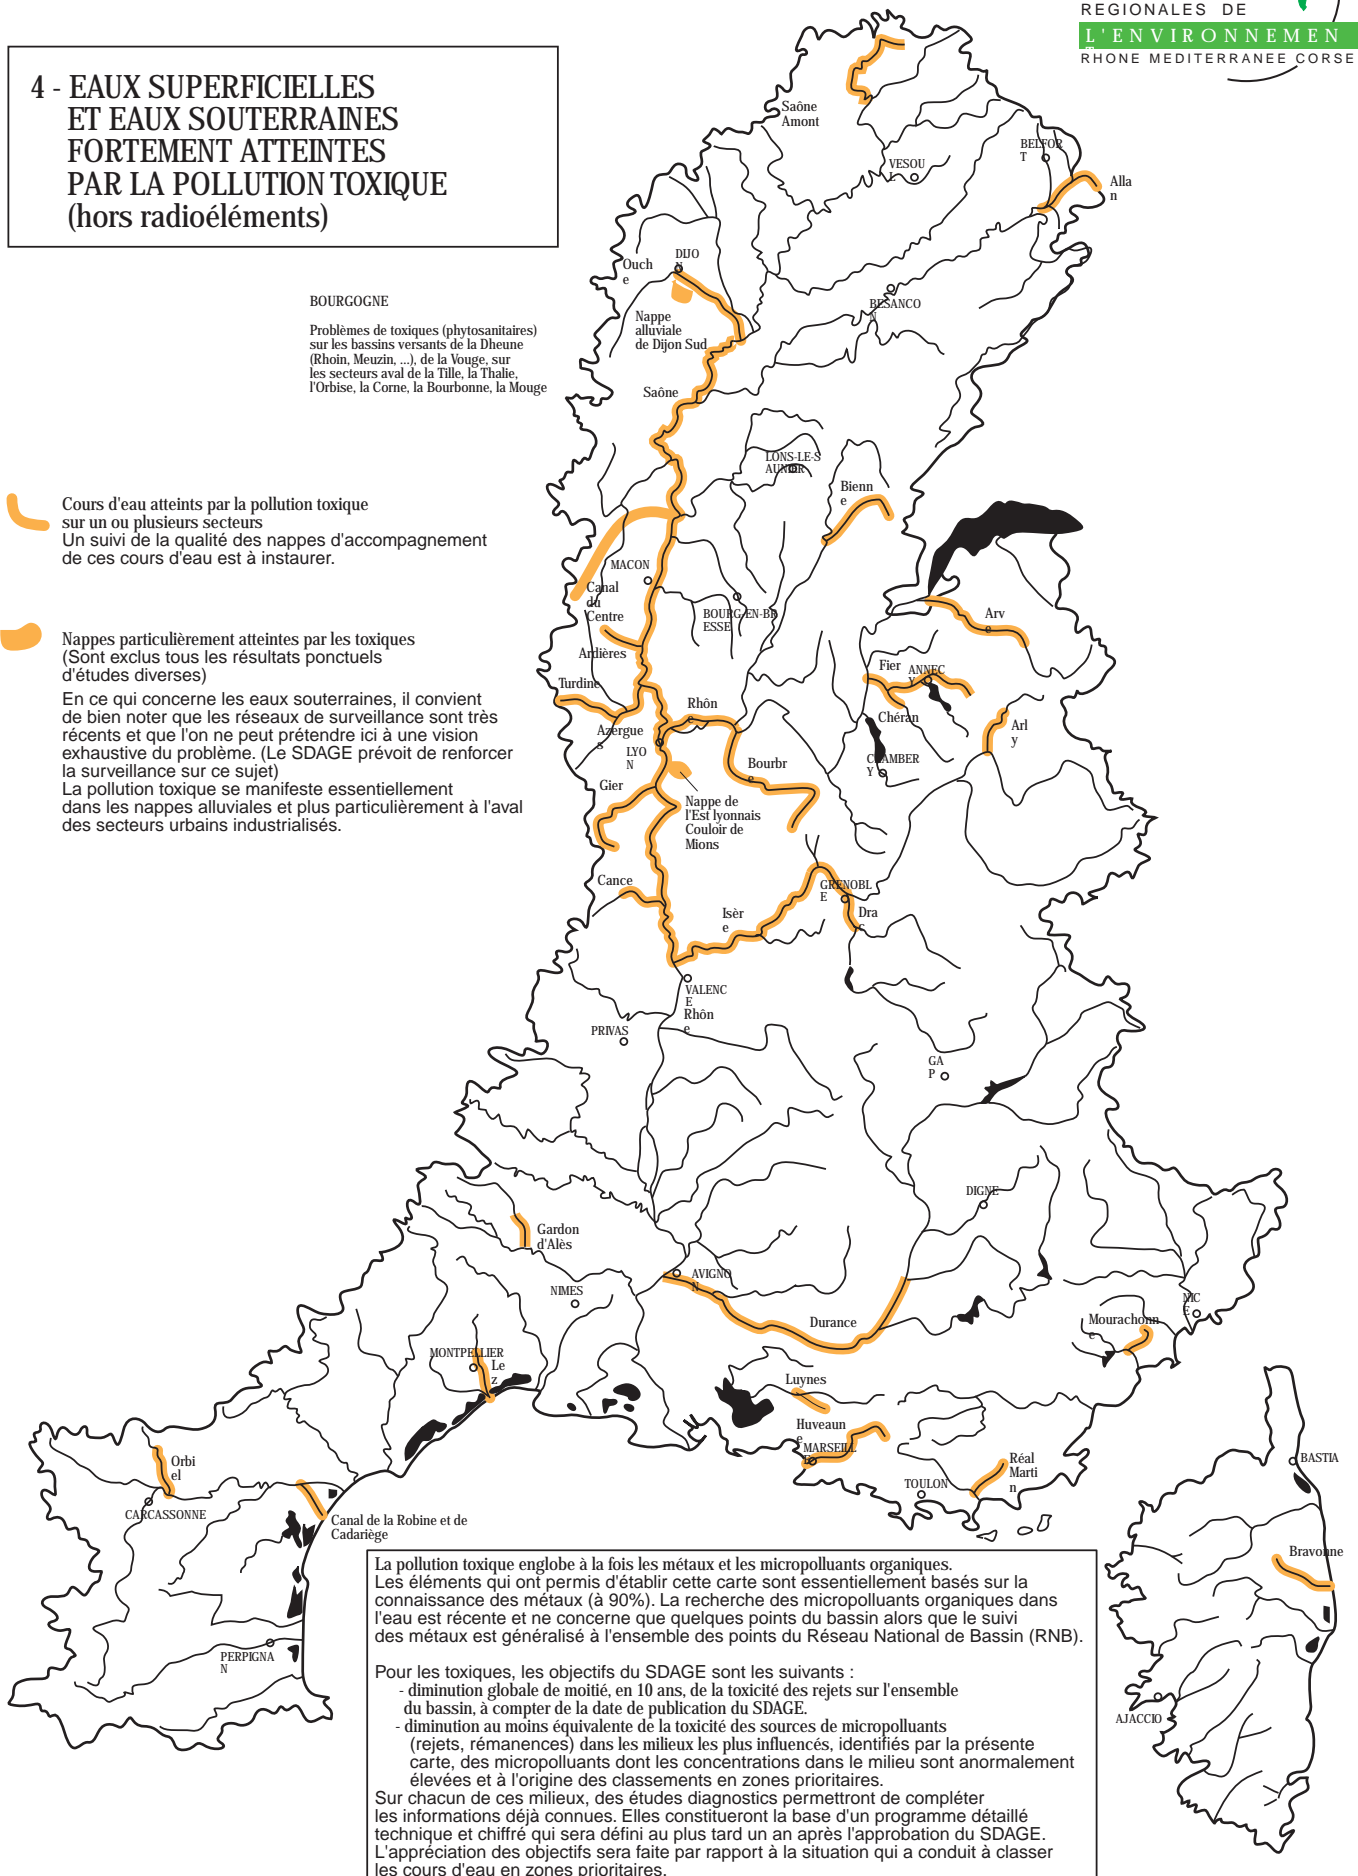 REGIONALES DE
L'ENVIRONNEMEN
T
RHONE MEDITERRANEE CORSE
4 - EAUX SUPERFICIELLES
ET EAUX SOUTERRAINES
FORTEMENT ATTEINTES
PAR LA POLLUTION TOXIQUE
(hors radioéléments)
Saône
Amont
VESOU
L
BELFOR
T
Alla
n
Ouch
e
DIJO
N
BESANCO
N
Nappe
alluviale
de Dijon Sud
BOURGOGNE
Problèmes de toxiques (phytosanitaires)
sur les bassins versants de la Dheune
(Rhoin, Meuzin, ...), de la Vouge, sur
les secteurs aval de la Tille, la Thalie,
l'Orbise, la Corne, la Bourbonne, la Mouge
Saône
LONS-LE-S
AUNIER
Bienn
e
Cours d'eau atteints par la pollution toxique
sur un ou plusieurs secteurs
Un suivi de la qualité des nappes d'accompagnement
de ces cours d'eau est à instaurer.
MACON
Canal
du
Centre
BOURG-EN-BR
ESSE
Arv
e
Nappes particulièrement atteintes par les toxiques
(Sont exclus tous les résultats ponctuels
d'études diverses)
En ce qui concerne les eaux souterraines, il convient
de bien noter que les réseaux de surveillance sont très
récents et que l'on ne peut prétendre ici à une vision
exhaustive du problème. (Le SDAGE prévoit de renforcer
la surveillance sur ce sujet)
La pollution toxique se manifeste essentiellement
dans les nappes alluviales et plus particulièrement à l'aval
des secteurs urbains industrialisés.
Ardières
Turdine
Fier
ANNEC
Y
Chéran
Rhôn
e
Azergue
s
LYO
N
Arl
y
CHAMBER
Y
Bourbr
e
Gier
Nappe de
l'Est lyonnais
Couloir de
Mions
Cance
GRENOBL
E
Isèr
e
Dra
c
VALENC
E
Rhôn
e
PRIVAS
GA
P
DIGNE
Gardon
d'Alès
AVIGNO
N
NIMES
Durance
NIC
E
Mourachonn
e
MONTPELLIER
Le
z
Luynes
Huveaun
e
MARSEILL
E
Réal
Marti
n
TOULON
Orbi
el
CARCASSONNE
Canal de la Robine et de
Cadariège
PERPIGNA
N
BASTIA
Bravonne
AJACCIO
La pollution toxique englobe à la fois les métaux et les micropolluants organiques.
Les éléments qui ont permis d'établir cette carte sont essentiellement basés sur la
connaissance des métaux (à 90%). La recherche des micropolluants organiques dans
l'eau est récente et ne concerne que quelques points du bassin alors que le suivi
des métaux est généralisé à l'ensemble des points du Réseau National de Bassin (RNB).
Pour les toxiques, les objectifs du SDAGE sont les suivants :
- diminution globale de moitié, en 10 ans, de la toxicité des rejets sur l'ensemble
du bassin, à compter de la date de publication du SDAGE.
- diminution au moins équivalente de la toxicité des sources de micropolluants
(rejets, rémanences) dans les milieux les plus influencés, identifiés par la présente
carte, des micropolluants dont les concentrations dans le milieu sont anormalement
élevées et à l'origine des classements en zones prioritaires.
Sur chacun de ces milieux, des études diagnostics permettront de compléter
les informations déjà connues. Elles constitueront la base d'un programme détaillé
technique et chiffré qui sera défini au plus tard un an après l'approbation du SDAGE.
L'appréciation des objectifs sera faite par rapport à la situation qui a conduit à classer
les cours d'eau en zones prioritaires.